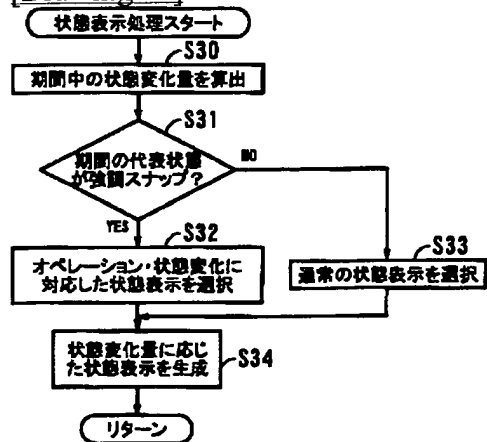 状態表示処理スタート
S30
期間中の状態変化量を算出
S31
期間の代表状態
が強調スナップ?
NO
YES
S32
オペレーション・状態変化に
対応した状態表示を選択
S33
通常の状態表示を選択
状態変化量に応じ
た状態表示を生成
S34
リターン